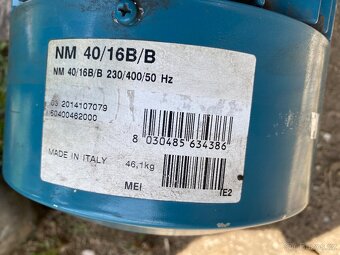 NM 40/16B/B
NM 40/16B/B 230/400/50 Hz
03 2014107079
60400462000
8 030485 634386
MADE IN ITALY
46,1kg
MEI
IE2